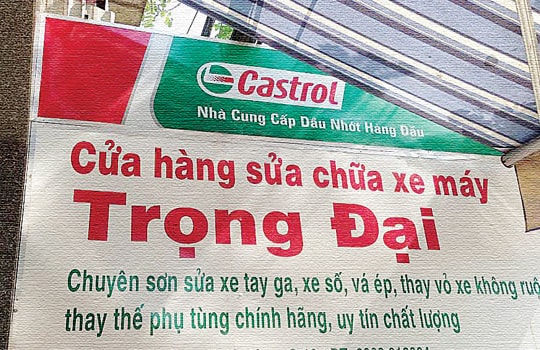 Castrol
Nhà Cung Cấp Dầu Nhớt Hàng Đầu
Cửa hàng sửa chữa xe máy
Trọng Đại
Chuyên sơn sửa xe tay ga, xe số, vá ép, thay vỏ xe không
thay thế phụ tùng chính hãng, uy tín chất lượng